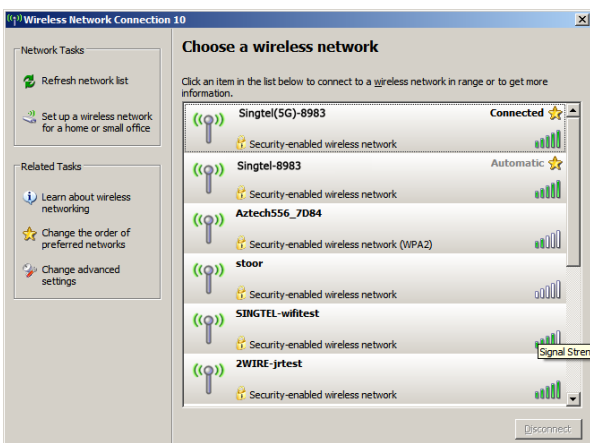 Wireless Network Connection 10
Network Tasks
Refresh network list
Set up a wireless network
for a home or small office
Related Tasks
Learn about wireless
networking
Change the order of
preferred networks
Change advanced
settings
Choose a wireless network
Click an item in the list below to connect to a wireless network in range or to get more
information.
Singtel(5G)-8983
Connected
Security-enabled wireless network
Singtel-8983
Automatic
Security-enabled wireless network
Aztech556_7D84
Security-enabled wireless network (WPA2)
stoor
Security-enabled wireless network
SINGTEL-wifitest
Security-enabled wireless network
Signal Stren
2WIRE-jrtest
Security-enabled wireless network
Disconnect